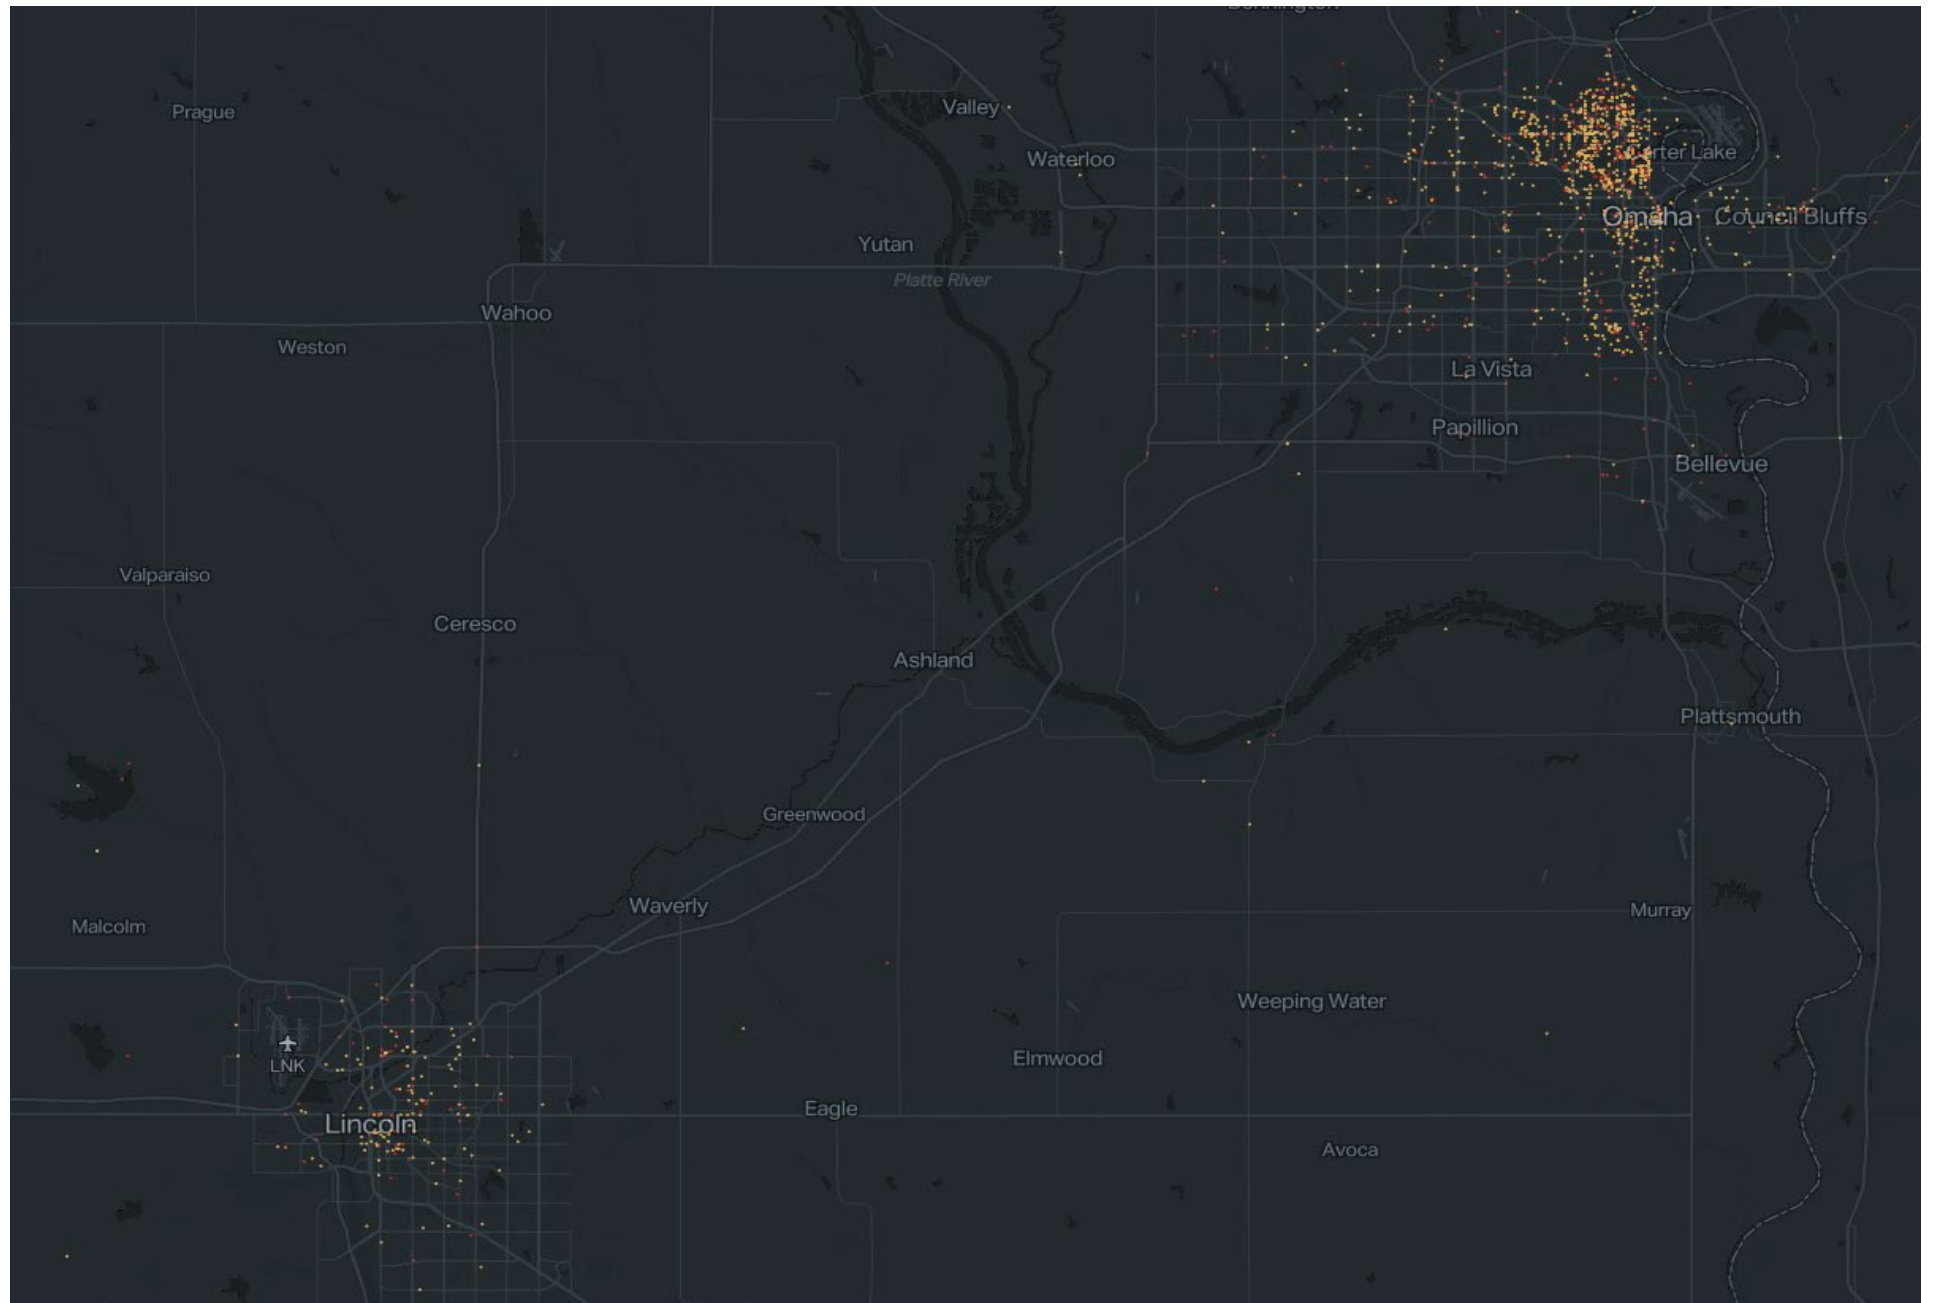 Bennington
Prague
Valley
Waterloo
Carter Lake
Omaha
Council Bluffs
Yutan
Platte River
Wahoo
Weston
La Vista
Papillion
Bellevue
Valparaiso
Ceresco
Ashland
Plattsmouth
Greenwood
Waverly
Murray
Malcolm
Weeping Water
LNK
Elmwood
Eagle
Lincoln
Avoca